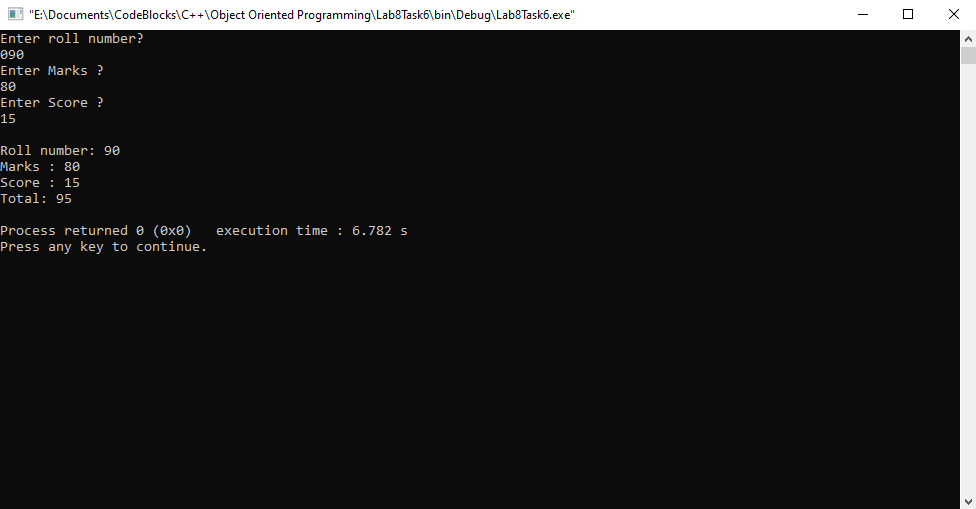 "E:\Documents\CodeBlocks\C++\Object Oriented Programming\Lab8Task6\bin\Debug\Lab8Task6.exe"
Enter roll number?
090
Enter Marks ?
80
Enter Score ?
15
Roll number: 90
Marks : 80
Score : 15
Total: 95
Process returned 0 (0x0)   execution time : 6.782 s
Press any key to continue.